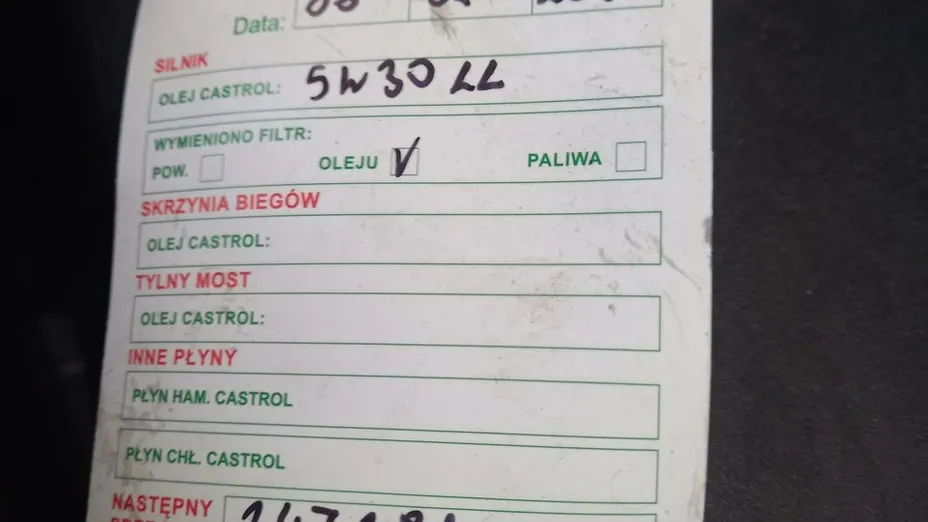 Data:
SILNIK
OLEJ CASTROL: 5W30 LL
WYMIENIONO FILTR:
POW. OLEJU V PALIWA
SKRZYNIA BIEGÓW
OLEJ CASTROL:
TYLNY MOST
OLEJ CASTROL:
INNE PŁYNY
PŁYN HAM. CASTROL
PŁYN CHŁ. CASTROL
NASTĘPNY